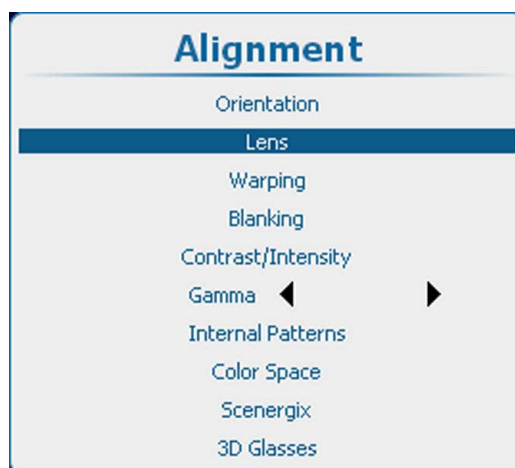 Alignment
Orientation
Lens
Warping
Blanking
Contrast/Intensity
Gamma
Internal Patterns
Color Space
Scenergix
3D Glasses